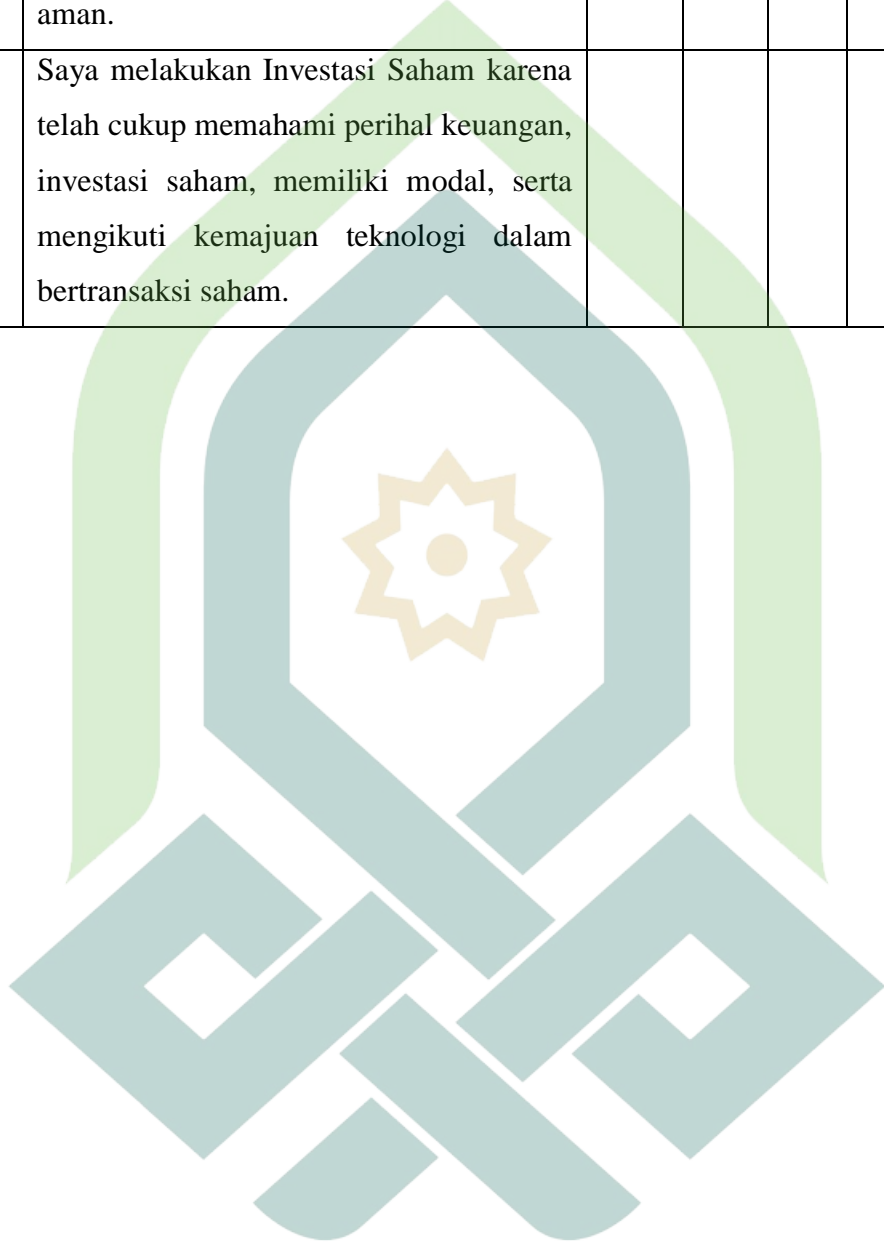 aman.
Saya melakukan Investasi Saham karena
telah cukup memahami perihal keuangan,
investasi saham, memiliki modal, serta
mengikuti kemajuan teknologi dalam
bertransaksi saham.